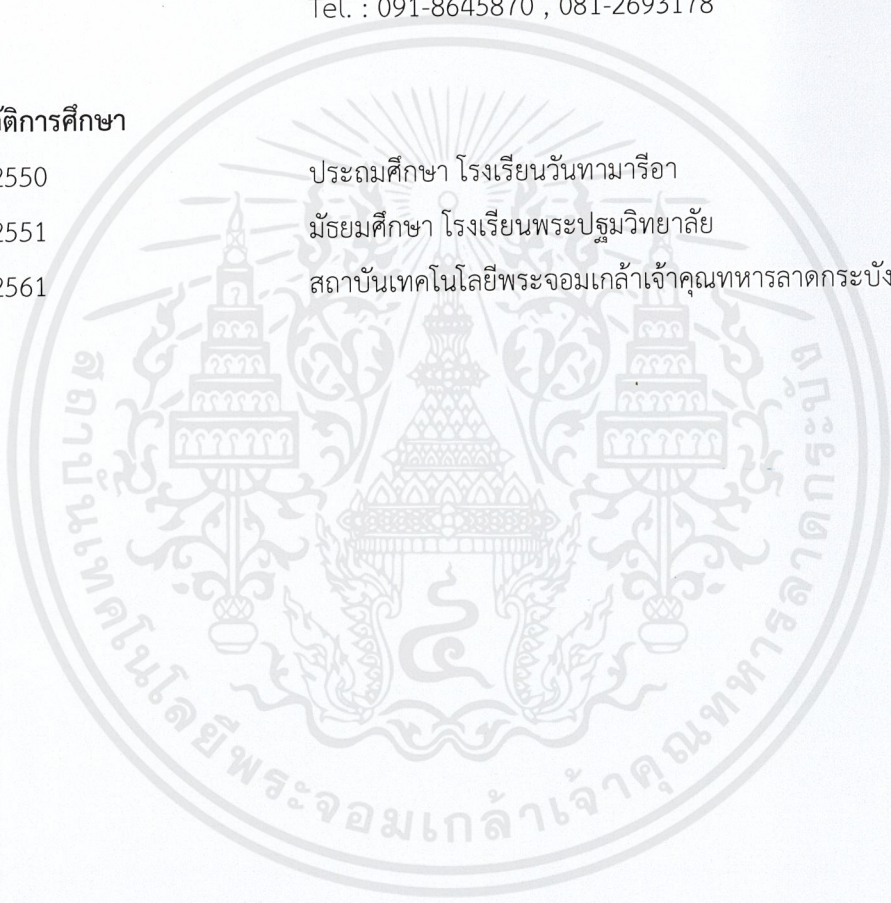 Tel. : 091-8645870 , 081-2693178
ัติการศึกษา
2550 ประถมศึกษา โรงเรียนวันทามารีอา
2551 มัธยมศึกษา โรงเรียนพระปฐมวิทยาลัย
2561 สถาบันเทคโนโลยีพระจอมเกล้าเจ้าคุณทหารลาดกระบัง
สถาบันเทคโนโลยีพระจอมเกล้าเจ้าคุณทหารลาดกระบัง
๔